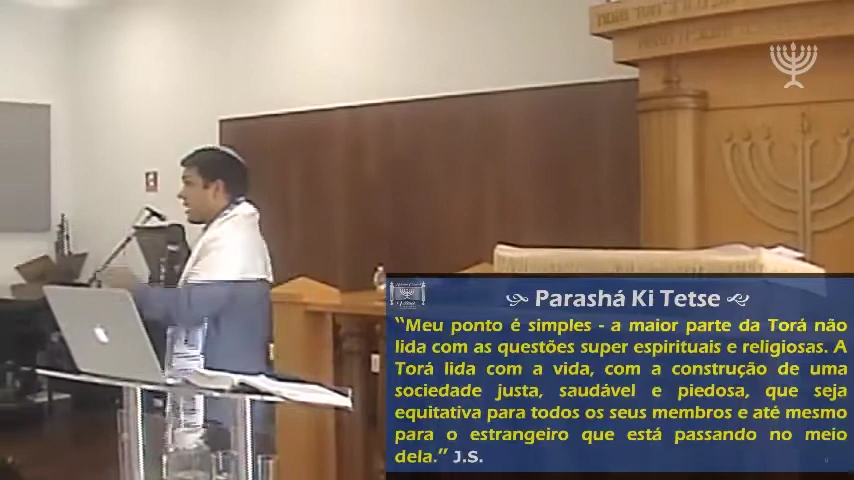 Parashá Ki Tetse
“Meu ponto é simples - a maior parte da Torá não
lida com as questões super espirituais e religiosas. A
Torá lida com a vida, com a construção de uma
sociedade justa, saudável e piedosa, que seja
equitativa para todos os seus membros e até mesmo
para o estrangeiro que está passando no meio
dela.” J.S.